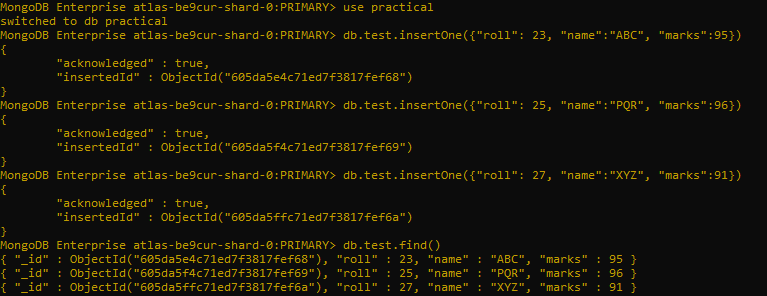 MongoDB Enterprise atlas-be9cur-shard-0:PRIMARY> use practical
switched to db practical
MongoDB Enterprise atlas-be9cur-shard-0:PRIMARY> db.test.insertOne({"roll": 23, "name":"ABC", "marks":95})
{
        "acknowledged" : true,
        "insertedId" : ObjectId("605da5e4c71ed7f3817fef68")
}
MongoDB Enterprise atlas-be9cur-shard-0:PRIMARY> db.test.insertOne({"roll": 25, "name":"PQR", "marks":96})
{
        "acknowledged" : true,
        "insertedId" : ObjectId("605da5f4c71ed7f3817fef69")
}
MongoDB Enterprise atlas-be9cur-shard-0:PRIMARY> db.test.insertOne({"roll": 27, "name":"XYZ", "marks":91})
{
        "acknowledged" : true,
        "insertedId" : ObjectId("605da5ffc71ed7f3817fef6a")
}
MongoDB Enterprise atlas-be9cur-shard-0:PRIMARY> db.test.find()
{ "_id" : ObjectId("605da5e4c71ed7f3817fef68"), "roll" : 23, "name" : "ABC", "marks" : 95 }
{ "_id" : ObjectId("605da5f4c71ed7f3817fef69"), "roll" : 25, "name" : "PQR", "marks" : 96 }
{ "_id" : ObjectId("605da5ffc71ed7f3817fef6a"), "roll" : 27, "name" : "XYZ", "marks" : 91 }